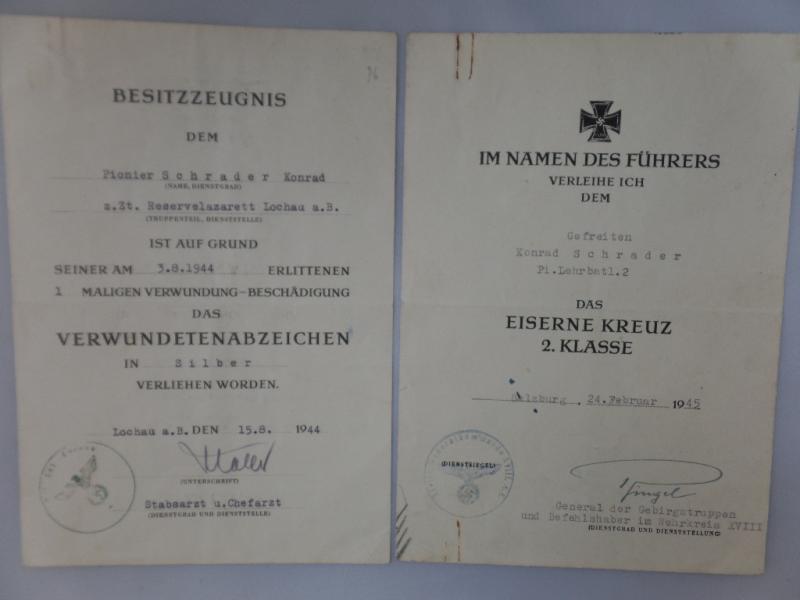 BESITZZEUGNIS
DEM
Pionier Schrader Konrad
(NAME, DIENSTGRAD)
z.Zt. Reservelazarett Lochau a.B.
(TRUPPENTEIL, DIENSTSTELLE)
IST AUF GRUND
SEINER AM 3.8.1944 ERLITTENEN
1 MALIGEN VERWUNDUNG-BESCHÄDIGUNG
DAS
VERWUNDETENABZEICHEN
IN Silber
VERLIEHEN WORDEN.
Lochau a.B. DEN 15.8. 1944
(UNTERSCHRIFT)
Stabsarzt u.Chefarzt
(DIENSTGRAD UND DIENSTSTELLE)
IM NAMEN DES FÜHRERS
VERLEIHE ICH
DEM
Gefreiten
Konrad Schrader
Pi.Lehrbatl.2
DAS
EISERNE KREUZ
2. KLASSE
Salzburg, 24.Februar 1945
(DIENSTSIEGEL)
General der Gebirgstruppen
und Befehlshaber im Wehrkreis XVIII
(DIENSTGRAD UND DIENSTSTELLUNG)